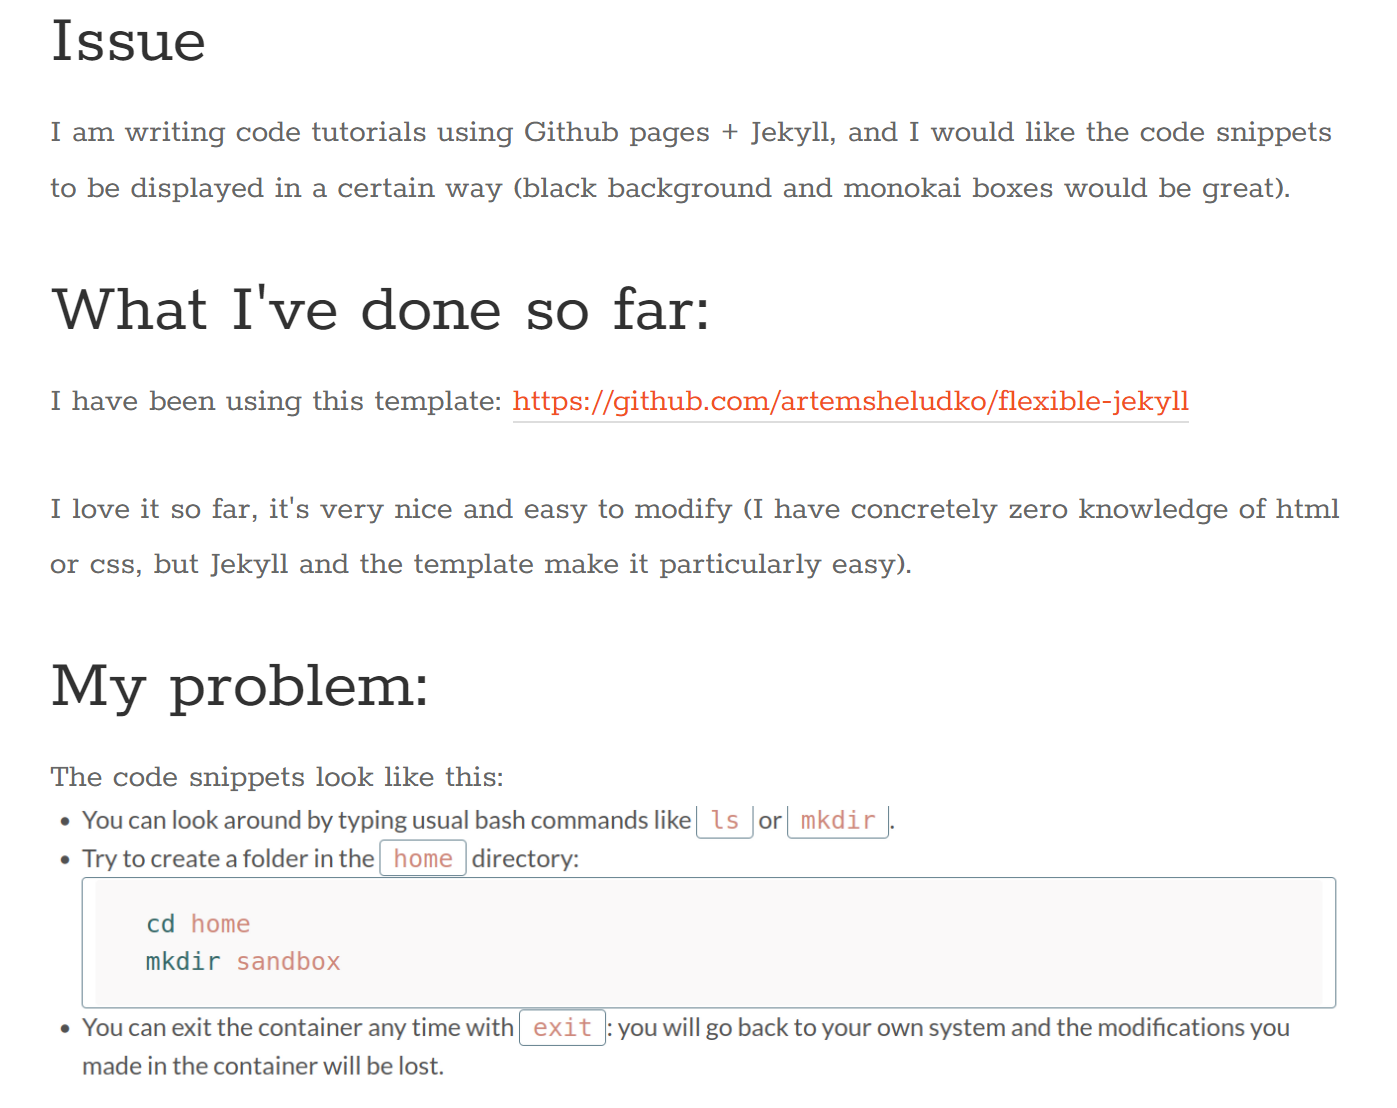 Issue
I am writing code tutorials using Github pages + Jekyll, and I would like the code snippets
to be displayed in a certain way (black background and monokai boxes would be great).
What I've done so far:
I have been using this template: https://github.com/artemsheludko/flexible-jekyll
I love it so far, it's very nice and easy to modify (I have concretely zero knowledge of html
or css, but Jekyll and the template make it particularly easy).
My problem:
The code snippets look like this:
• You can look around by typing usual bash commands like ls or mkdir.
• Try to create a folder in the home directory:
cd home
mkdir sandbox
• You can exit the container any time with exit: you will go back to your own system and the modifications you
made in the container will be lost.